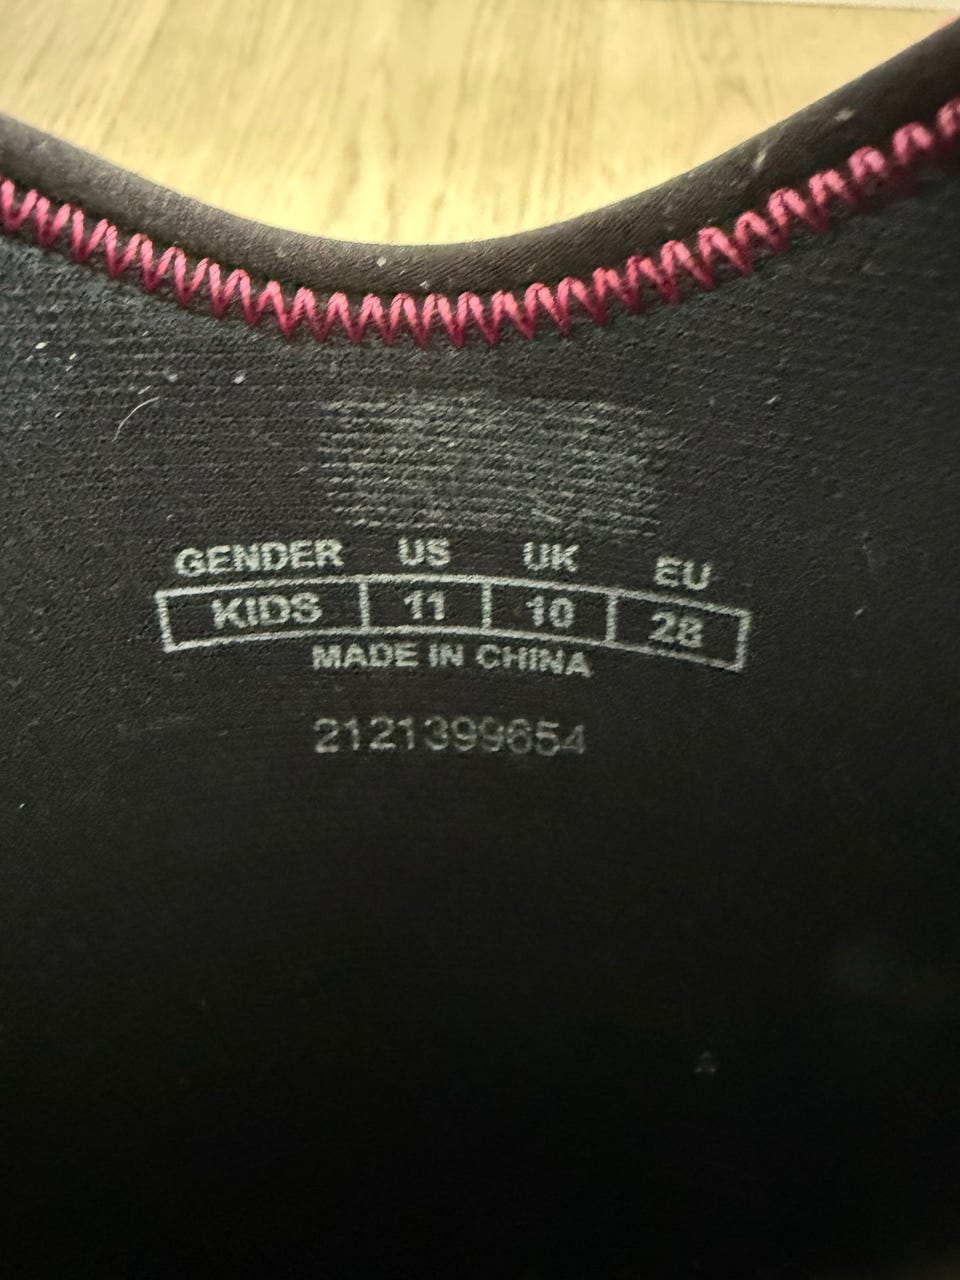 GENDER US UK EU
KIDS 11 10 28
MADE IN CHINA
2121399654